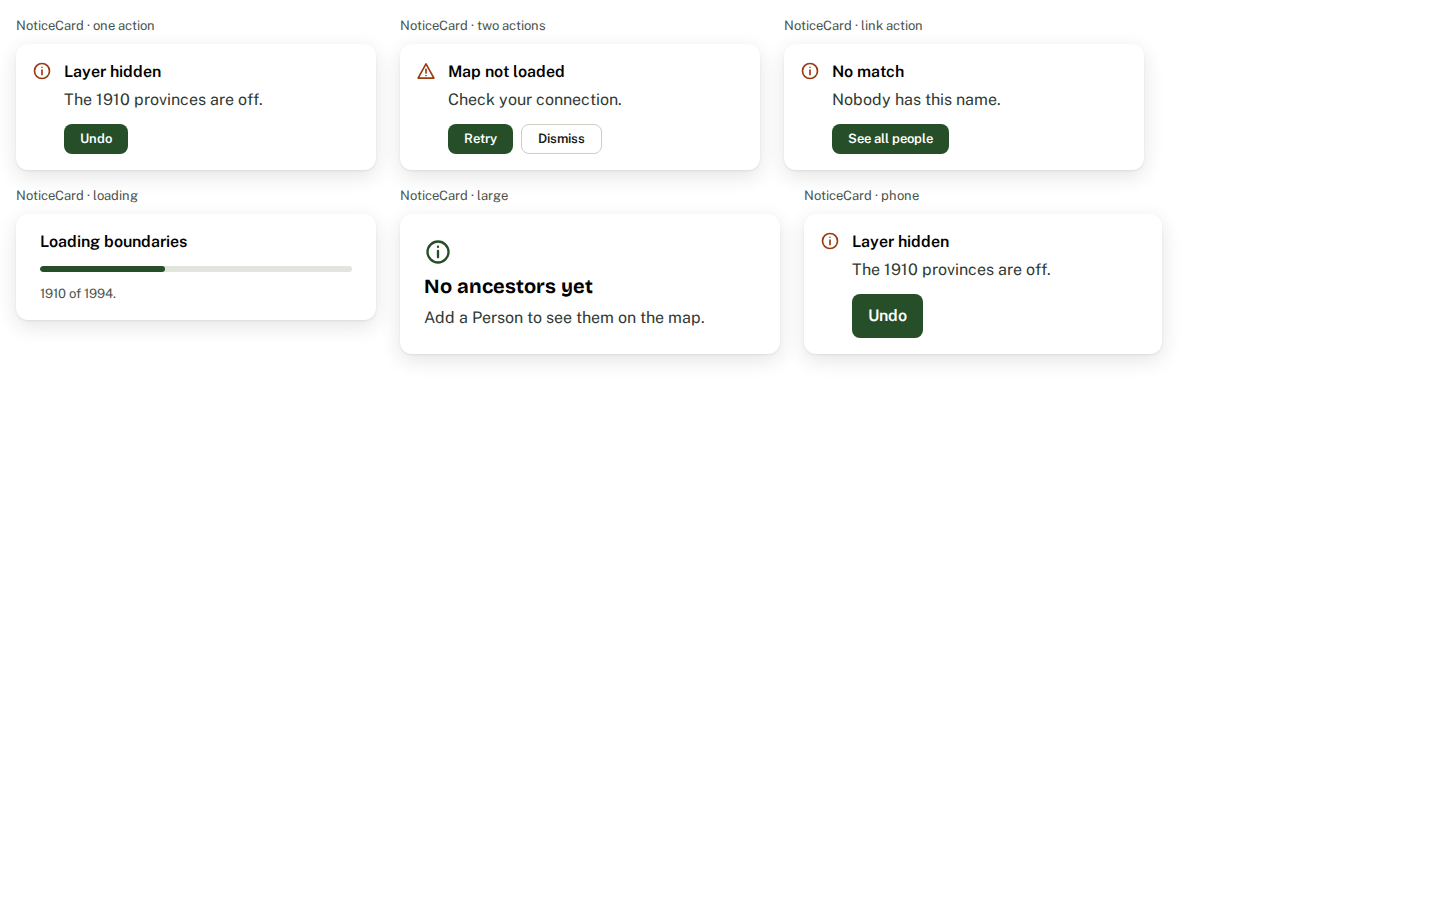 NoticeCard · one action
Layer hidden
The 1910 provinces are off.
Undo
NoticeCard · two actions
Map not loaded
Check your connection.
Retry
Dismiss
NoticeCard · link action
No match
Nobody has this name.
See all people
NoticeCard · loading
Loading boundaries
1910 of 1994.
NoticeCard · large
No ancestors yet
Add a Person to see them on the map.
NoticeCard · phone
Layer hidden
The 1910 provinces are off.
Undo